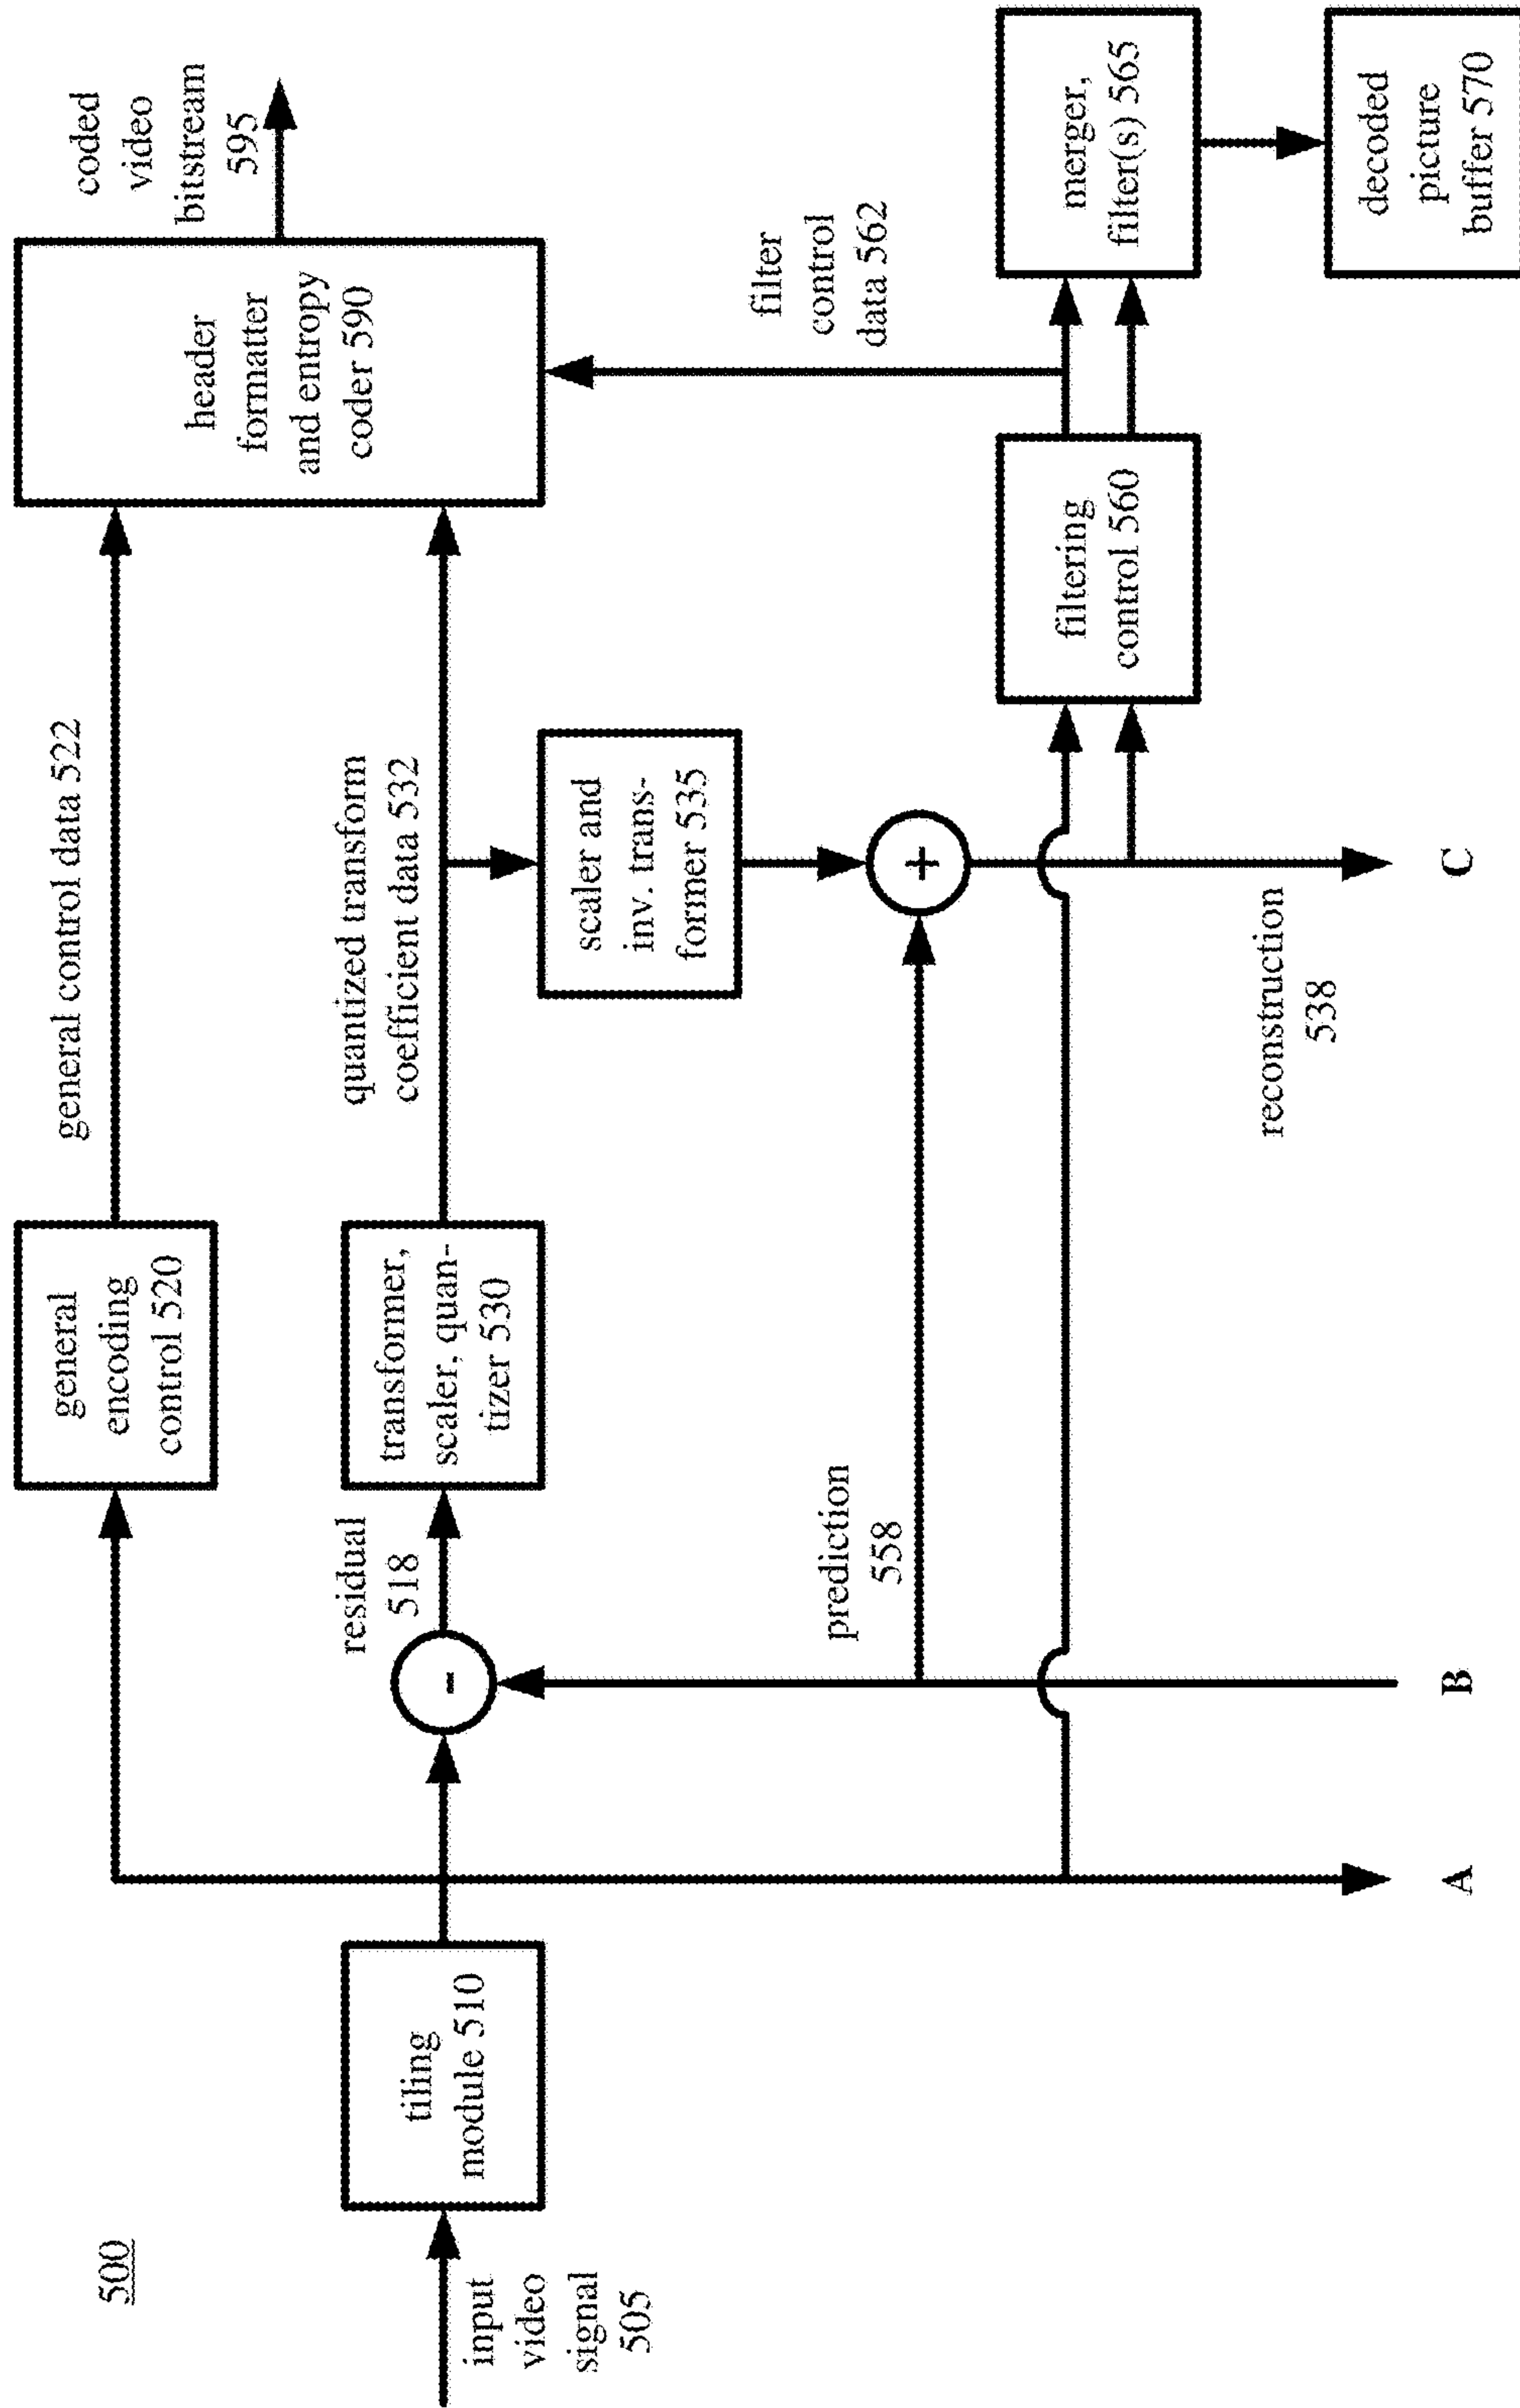 500
input
video
signal
505
tiling
module 510
general
encoding
control 520
general control data 522
residual
518
transformer,
scaler, quan-
tizer 530
quantized transform
coefficient data 532
header
formatter
and entropy
coder 590
coded
video
bitstream
595
scaler and
inv. trans-
former 535
-
+
prediction
558
filter
control
data 562
filtering
control 560
merger,
filter(s) 565
decoded
picture
buffer 570
reconstruction
538
A
B
C